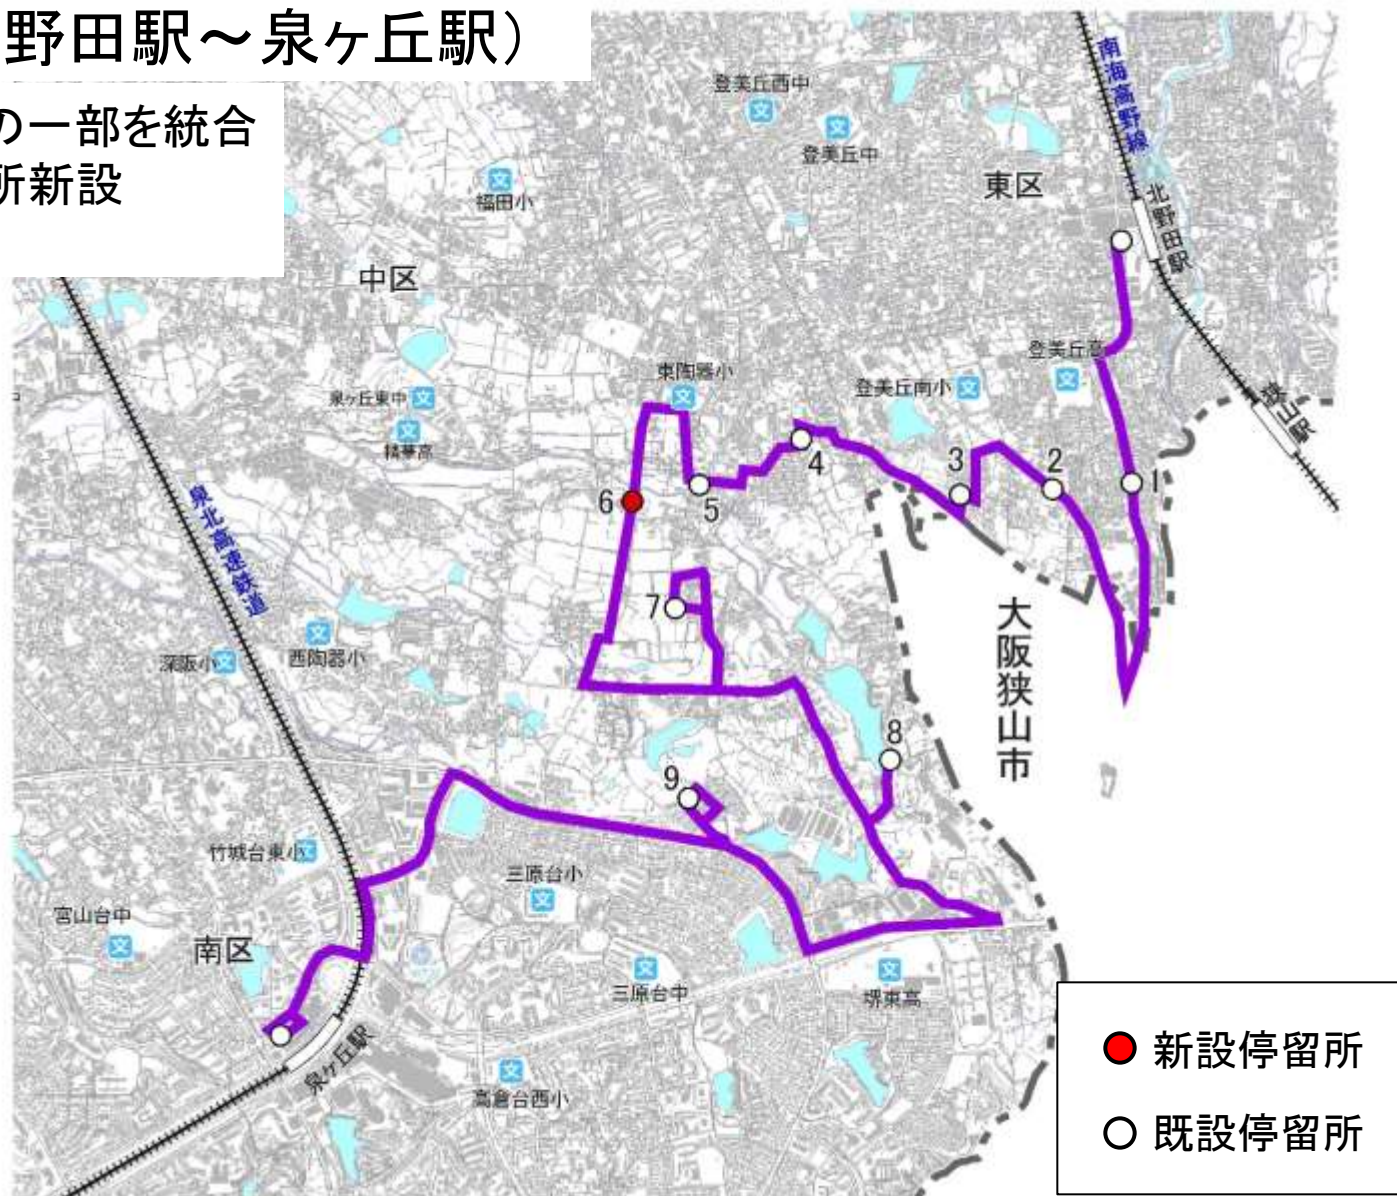 野田駅～泉ヶ丘駅）
の一部を統合
所新設
南海高野線
登美丘西中
登美丘中
東区
福田小
北野田駅
中区
登美丘高
東陶器小
登美丘南小
狭山駅
泉ヶ丘東中
精華高
4
3
2
1
6
5
泉北高速鉄道
7
大阪狭山市
深阪小
西陶器小
8
9
竹城台東小
三原台小
宮山台中
南区
三原台中
堺東高
泉ヶ丘駅
高倉台西小
新設停留所
既設停留所